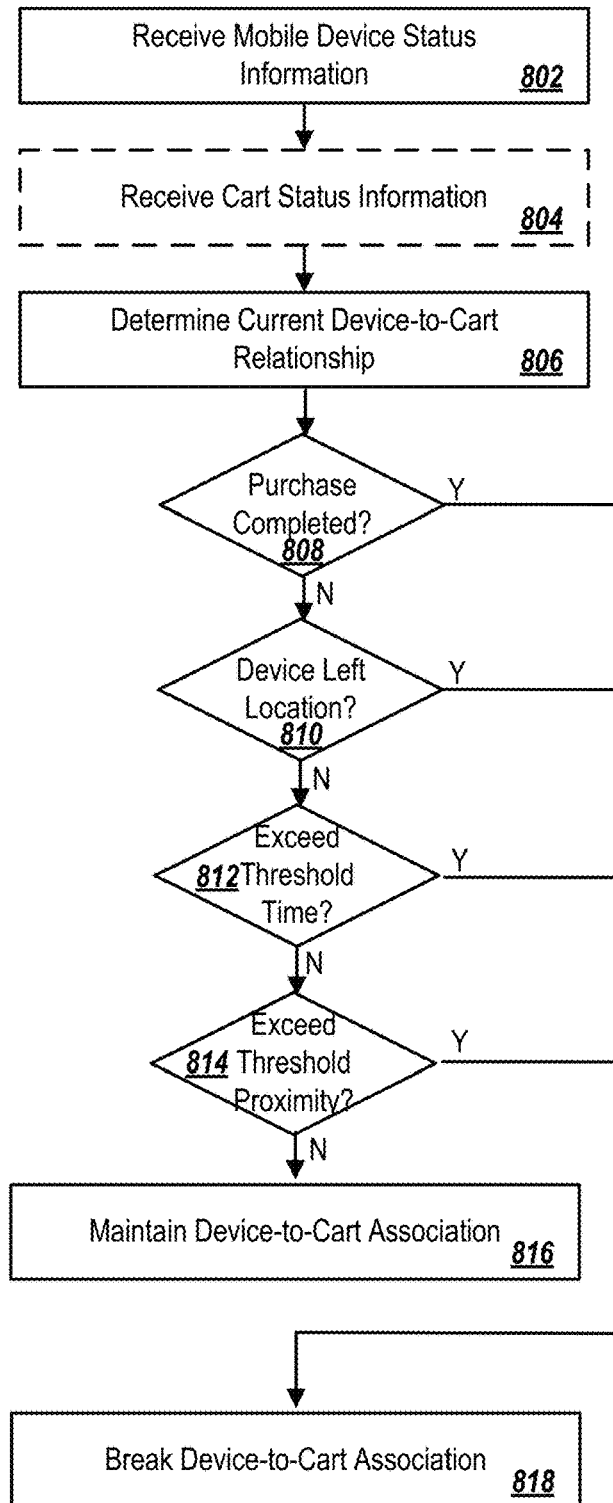 Receive Mobile Device Status
Information
802
Receive Cart Status Information
804
Determine Current Device-to-Cart
Relationship
806
Purchase
Completed?
808
Y
N
Device Left
Location?
810
Y
N
Exceed
812 Threshold
Time?
Y
N
Exceed
814 Threshold
Proximity?
Y
N
Maintain Device-to-Cart Association
816
Break Device-to-Cart Association
818